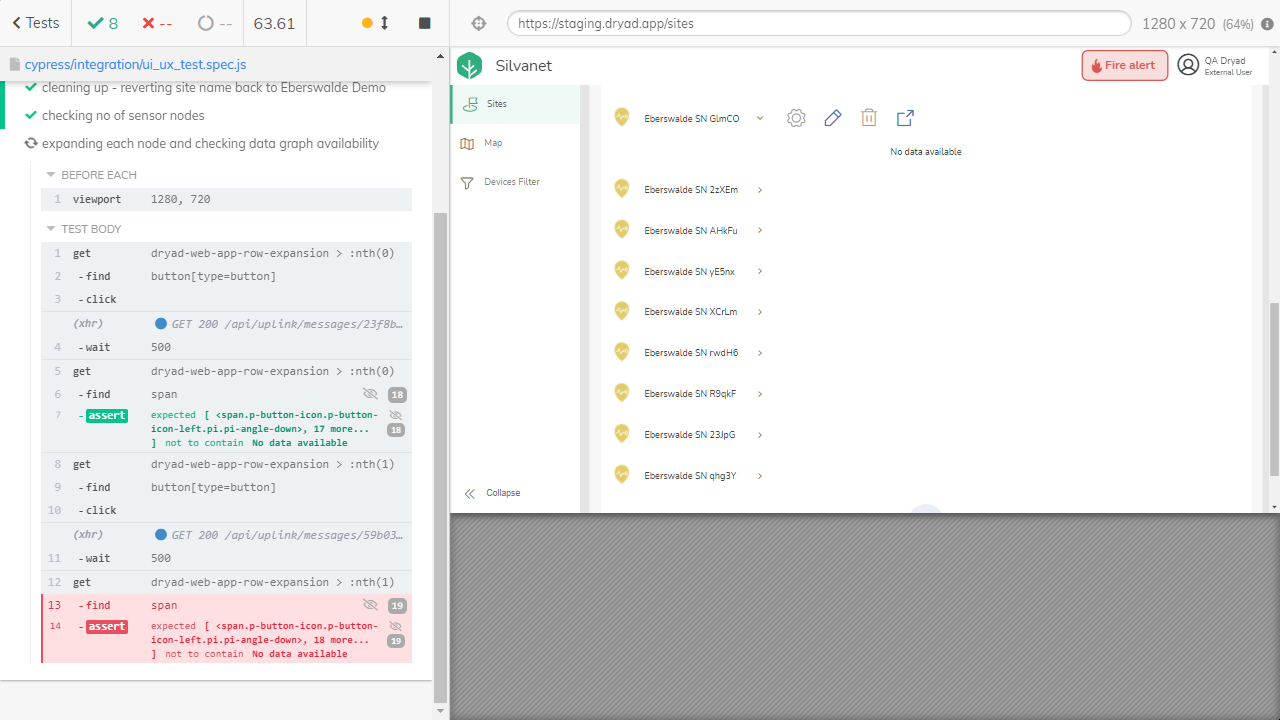 Tests
8
--
--
63.61
https://staging.dryad.app/sites
1280 x 720 (64%)
cypress/integration/ui_ux_test.spec.js
cleaning up - reverting site name back to Eberswalde Demo
checking no of sensor nodes
expanding each node and checking data graph availability
BEFORE EACH
1 viewport 1280, 720
TEST BODY
1 get dryad-web-app-row-expansion > :nth(0)
2 -find button[type=button]
3 -click
(xhr) GET 200 /api/uplink/messages/23f8b…
4 -wait 500
5 get dryad-web-app-row-expansion > :nth(0)
6 -find span 18
7 -assert expected [ <span.p-button-icon.p-button-
icon-left.pi.pi-angle-down>, 17 more... 18
] not to contain No data available
8 get dryad-web-app-row-expansion > :nth(1)
9 -find button[type=button]
10 -click
(xhr) GET 200 /api/uplink/messages/59b03…
11 -wait 500
12 get dryad-web-app-row-expansion > :nth(1)
13 -find span 19
14 -assert expected [ <span.p-button-icon.p-button-
icon-left.pi.pi-angle-down>, 18 more... 19
] not to contain No data available
Silvanet
Fire alert
QA Dryad
External User
Sites
Map
Devices Filter
Collapse
Eberswalde SN GlmCO
No data available
Eberswalde SN 2zXEm
Eberswalde SN AHkFu
Eberswalde SN yE5nx
Eberswalde SN XCrLm
Eberswalde SN rwdH6
Eberswalde SN R9qkF
Eberswalde SN 23JpG
Eberswalde SN qhg3Y